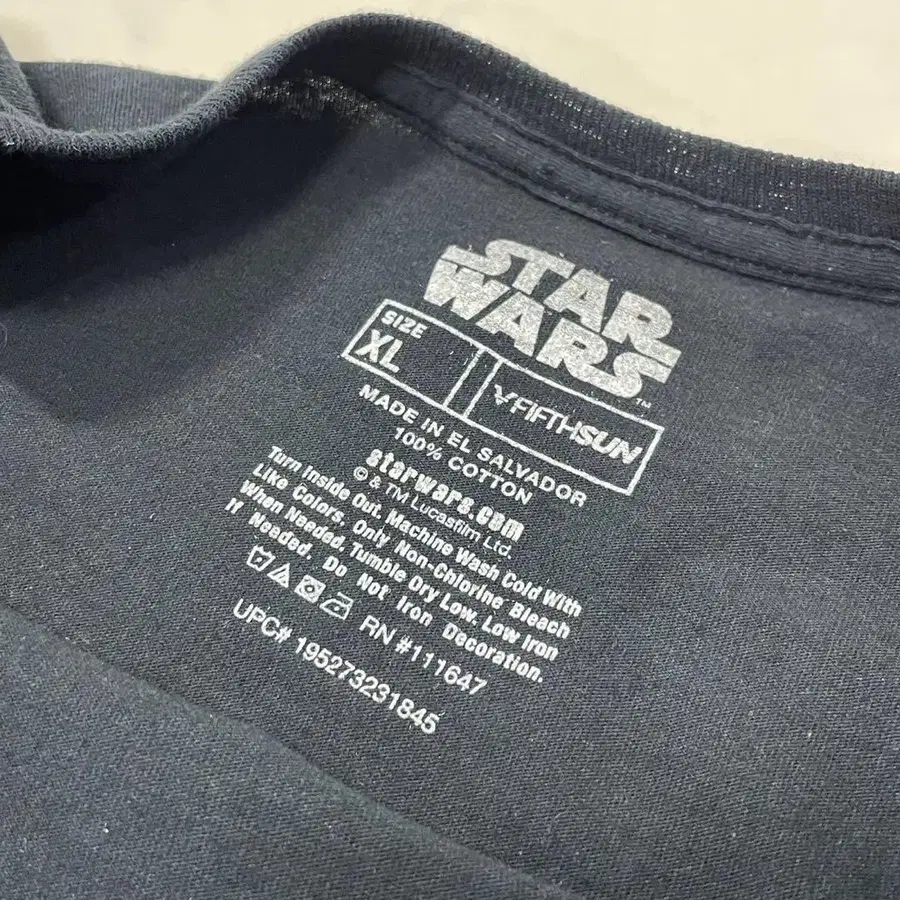 STAR
WARS™
SIZE
XL
FIFTHSUN
MADE IN EL SALVADOR
100% COTTON
starwars.com
© & TM Lucasfilm Ltd.
Turn Inside Out, Machine Wash Cold With
Like Colors, Only Non-Chlorine Bleach
When Needed, Tumble Dry Low, Low Iron
If Needed, Do Not Iron Decoration.
RN #111647
UPC# 195273231845